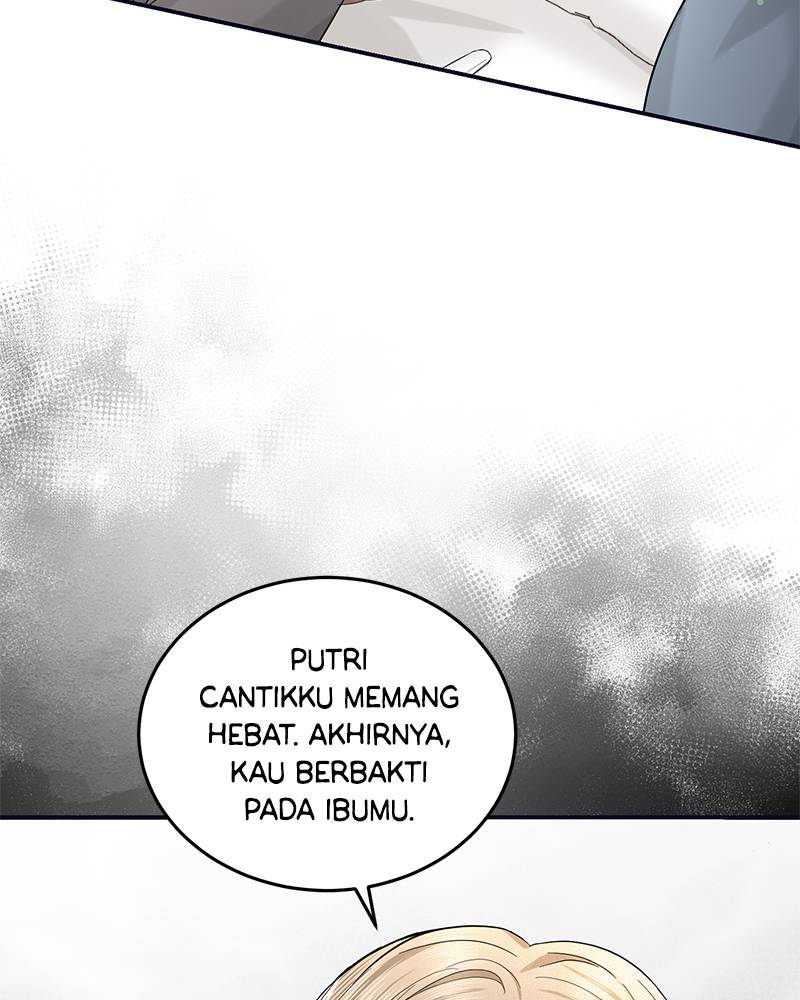 PUTRI
CANTIKKU MEMANG
HEBAT. AKHIRNYA,
KAU BERBAKTI
PADA IBUMU.